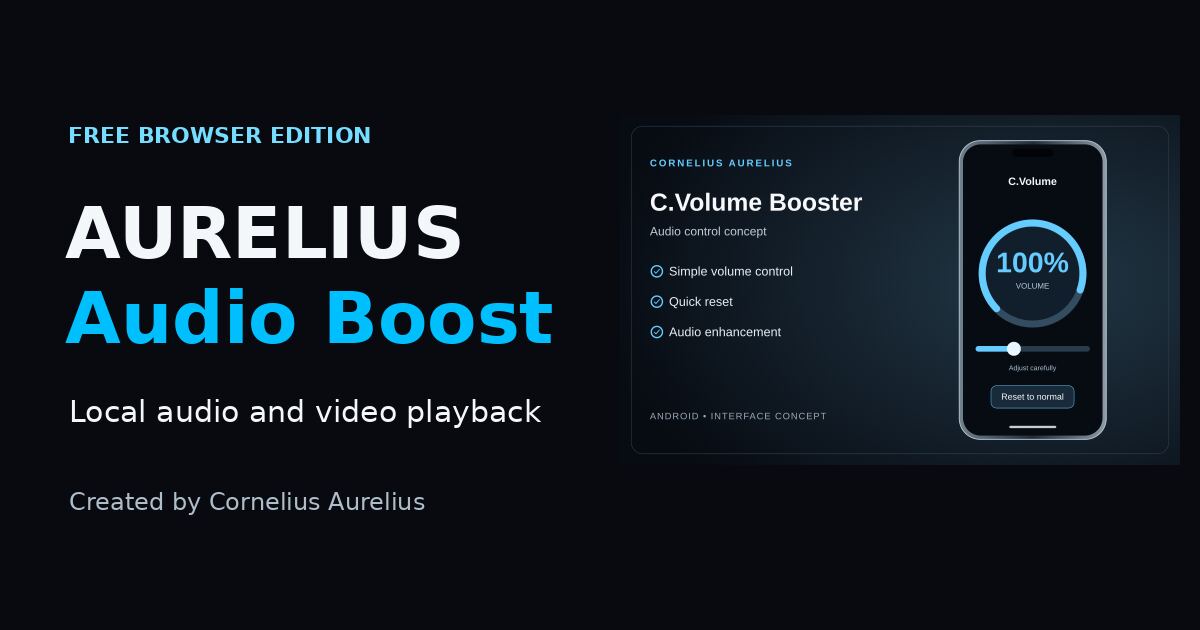 FREE BROWSER EDITION
AURELIUS
Audio Boost
Local audio and video playback
Created by Cornelius Aurelius
CORNELIUS AURELIUS
C.Volume Booster
Audio control concept
Simple volume control
Quick reset
Audio enhancement
ANDROID • INTERFACE CONCEPT
C.Volume
100%
VOLUME
Adjust carefully
Reset to normal